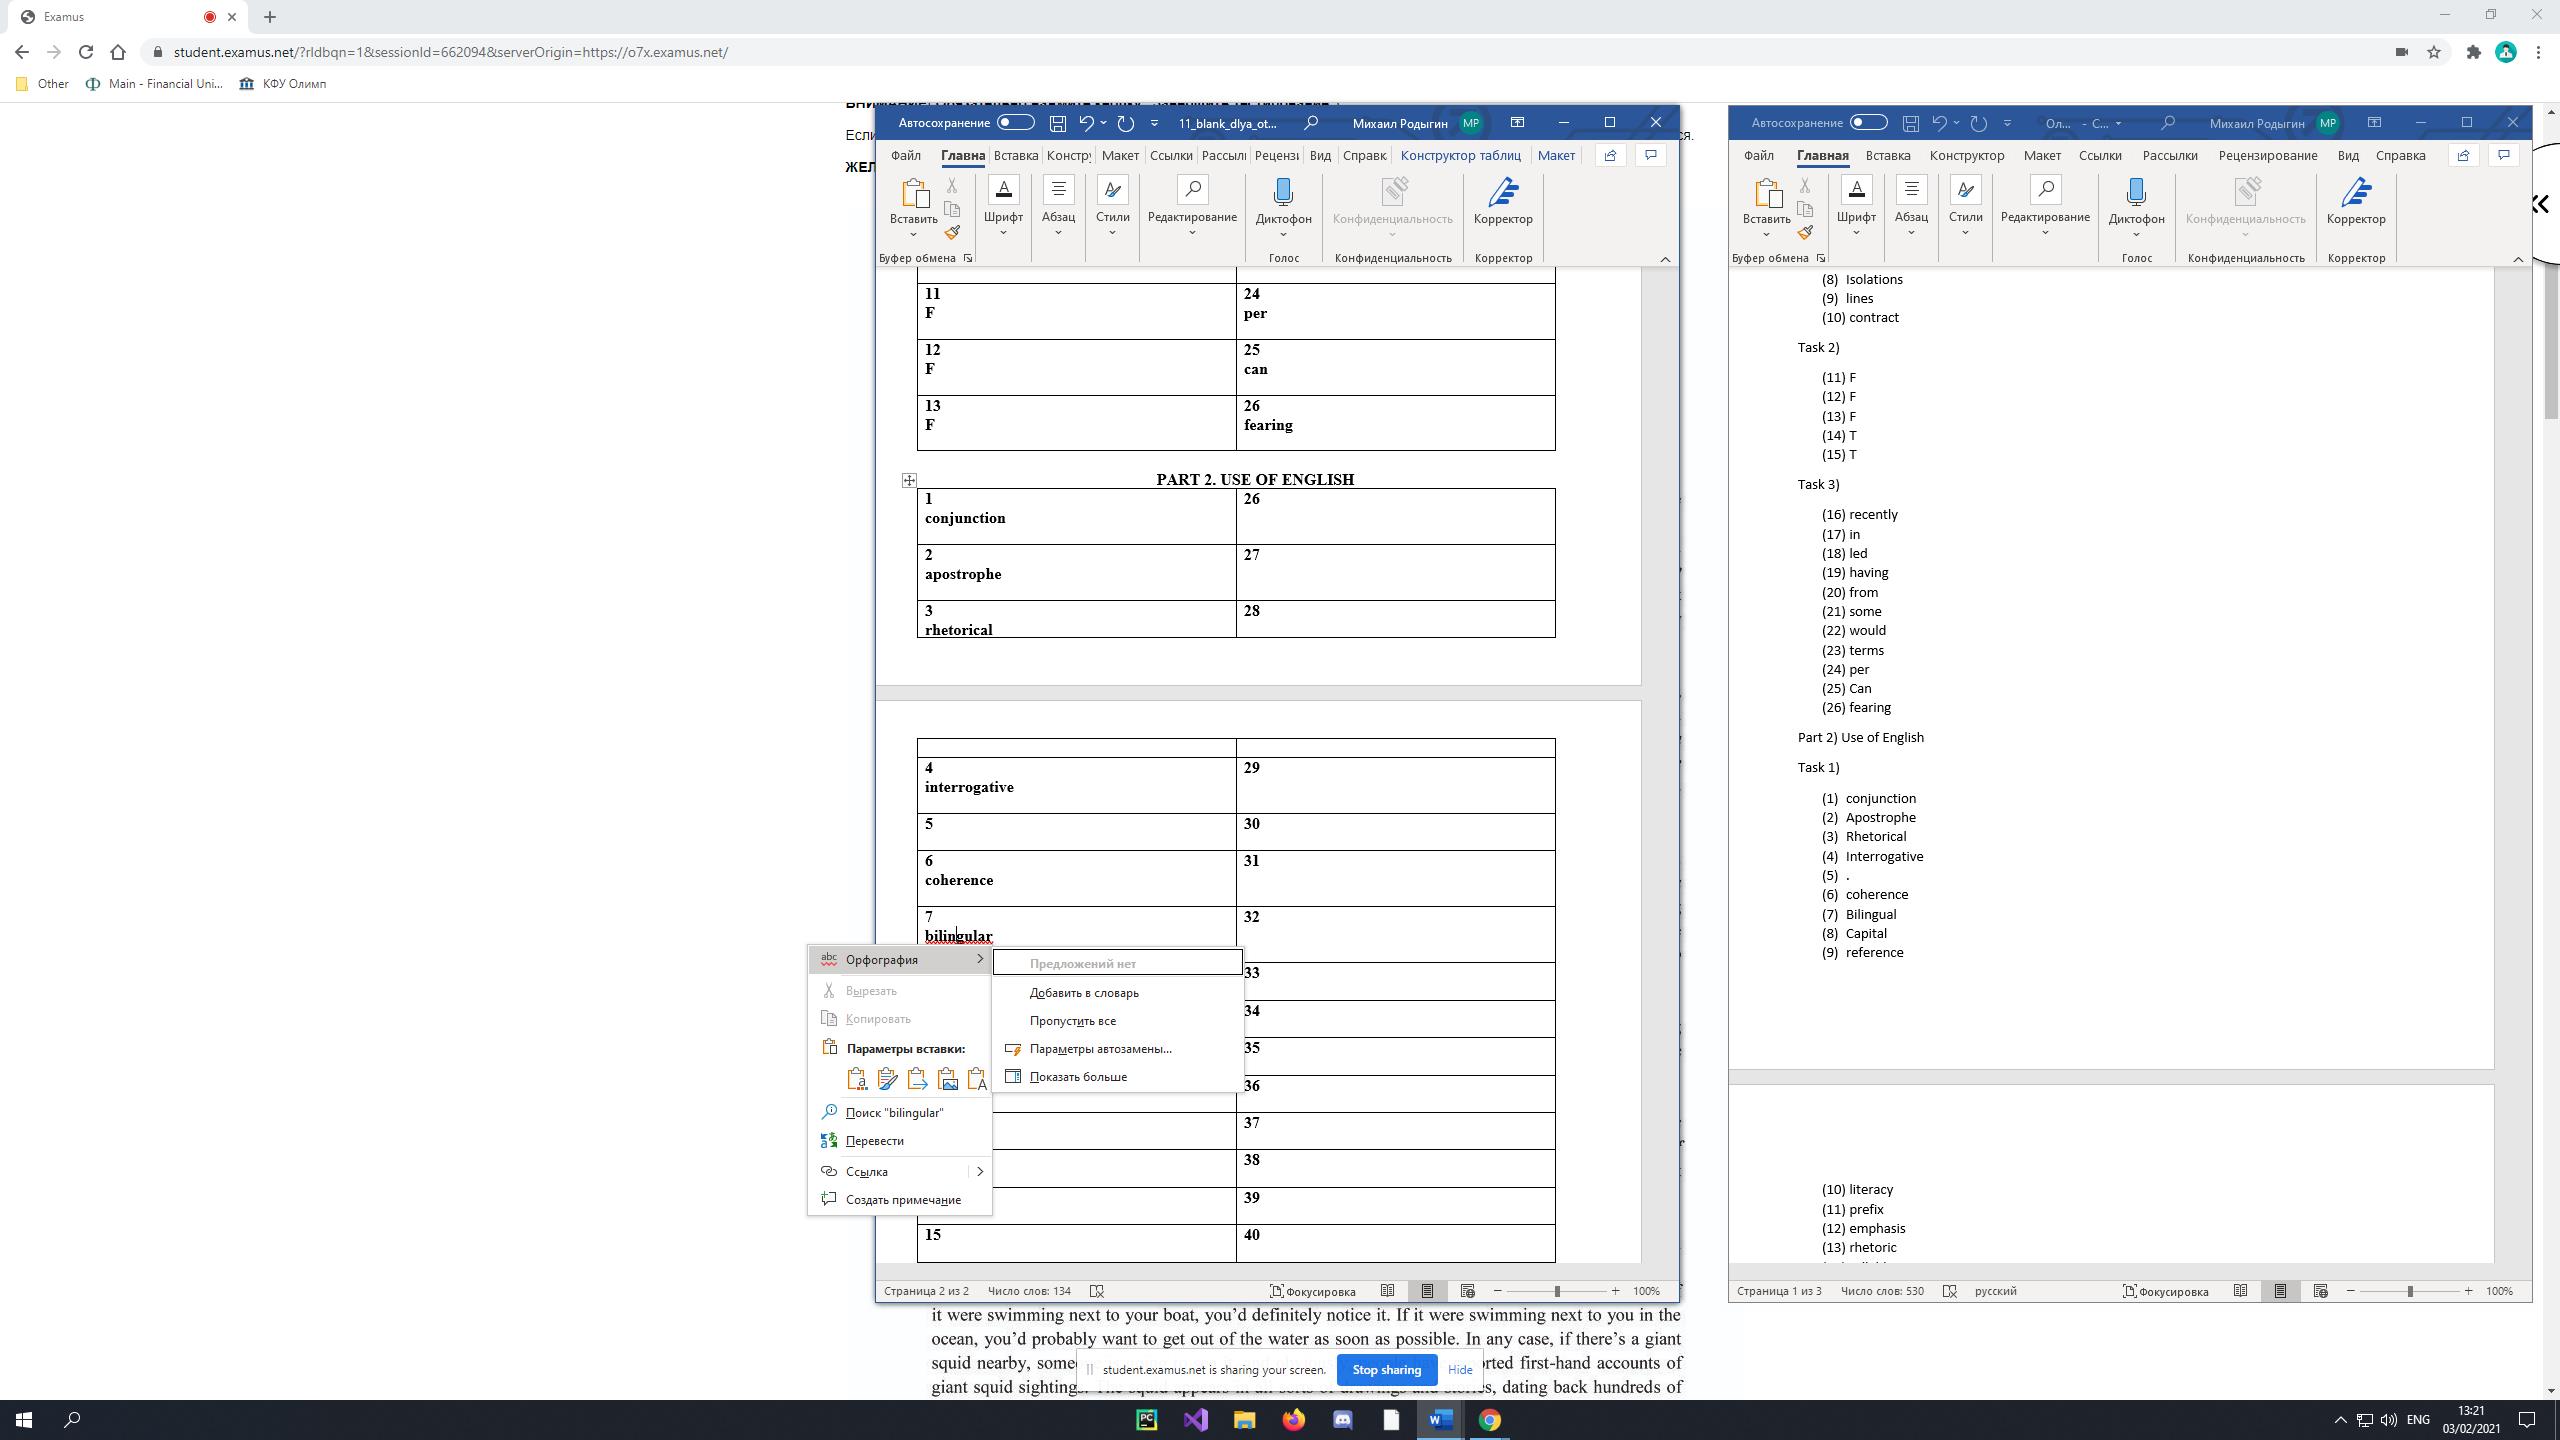 Examus
student.examus.net/?rldbqn=1&sessionId=662094&serverOrigin=https://o7x.examus.net/
Other
Main - Financial Uni...
КФУ Олимп
Если
ся.
ЖЕЛ
Автосохранение
11_blank_dlya_ot...
Михаил Родыгин
МР
Файл
Главна
Вставка
Констру
Макет
Ссылки
Рассыл
Рецензи
Вид
Справк
Конструктор таблиц
Макет
Вставить
Шрифт
Абзац
Стили
Редактирование
Диктофон
Конфиденциальность
Корректор
Буфер обмена
Голос
Конфиденциальность
Корректор
11
F
24
per
12
F
25
can
13
F
26
fearing
PART 2. USE OF ENGLISH
1
conjunction
26
2
apostrophe
27
3
rhetorical
28
4
interrogative
29
5
30
6
coherence
31
7
bilingular
32
33
34
35
36
37
38
39
15
40
abc
Орфография
Вырезать
Копировать
Параметры вставки:
Поиск "bilingular"
Перевести
Ссылка
Создать примечание
Предложений нет
Добавить в словарь
Пропустить все
Параметры автозамены...
Показать больше
Страница 2 из 2
Число слов: 134
Фокусировка
100%
Автосохранение
Ол...
- C...
Михаил Родыгин
МР
Файл
Главная
Вставка
Конструктор
Макет
Ссылки
Рассылки
Рецензирование
Вид
Справка
Вставить
Шрифт
Абзац
Стили
Редактирование
Диктофон
Конфиденциальность
Корректор
Буфер обмена
Голос
Конфиденциальность
Корректор
(8) Isolations
(9) lines
(10) contract
Task 2)
(11) F
(12) F
(13) F
(14) T
(15) T
Task 3)
(16) recently
(17) in
(18) led
(19) having
(20) from
(21) some
(22) would
(23) terms
(24) per
(25) Can
(26) fearing
Part 2) Use of English
Task 1)
(1) conjunction
(2) Apostrophe
(3) Rhetorical
(4) Interrogative
(5) .
(6) coherence
(7) Bilingual
(8) Capital
(9) reference
(10) literacy
(11) prefix
(12) emphasis
(13) rhetoric
Страница 1 из 3
Число слов: 530
русский
Фокусировка
100%
it were swimming next to your boat, you'd definitely notice it. If it were swimming next to you in the
ocean, you'd probably want to get out of the water as soon as possible. In any case, if there's a giant
squid nearby, some
orted first-hand accounts of
giant squid sightings. The squid appears in all sorts of drawings and stories, dating back hundreds of
student.examus.net is sharing your screen.
Stop sharing
Hide
PC
W
ENG
13:21
03/02/2021